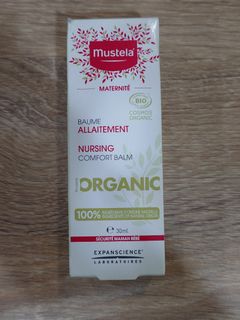 Mustela
MATERNITÉ
BIO
COSMOS
ORGANIC
BAUME
ALLAITEMENT
NURSING
COMFORT BALM
ORGANIC
100%
30ml
SÉCURITÉ MAMAN BÉBÉ
EXPANSCIENCE
LABORATOIRES